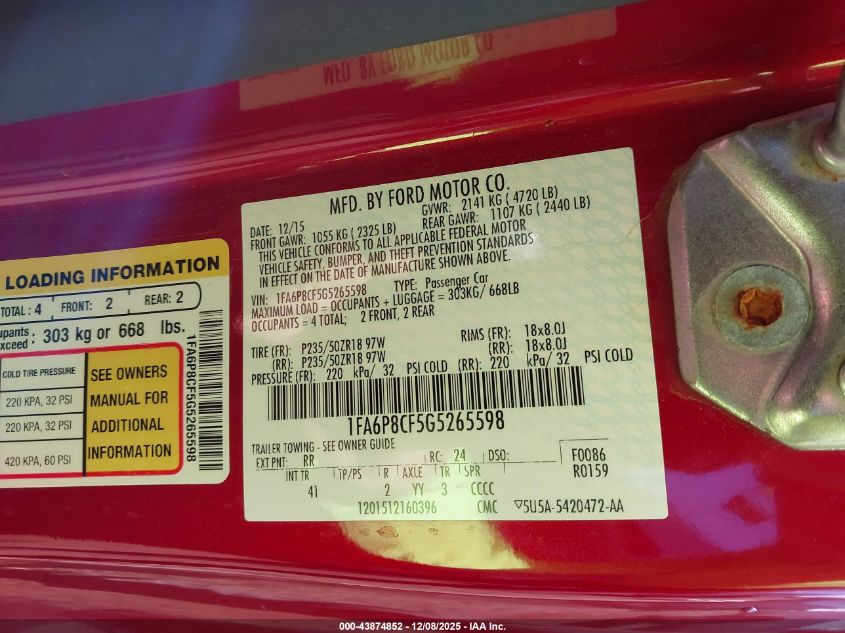 MFD. BY FORD MOTOR CO
MFD. BY FORD MOTOR CO.
DATE: 12/15 GVWR: 2141 KG ( 4720 LB)
FRONT GAWR: 1055 KG ( 2325 LB) REAR GAWR: 1107 KG ( 2440 LB)
THIS VEHICLE CONFORMS TO ALL APPLICABLE FEDERAL MOTOR
VEHICLE SAFETY, BUMPER, AND THEFT PREVENTION STANDARDS
IN EFFECT ON THE DATE OF MANUFACTURE SHOWN ABOVE.
VIN: 1FA6P8CF5G5265598 TYPE: Passenger Car
MAXIMUM LOAD = OCCUPANTS + LUGGAGE = 303KG/ 668LB
OCCUPANTS = 4 TOTAL; 2 FRONT, 2 REAR
TIRE (FR): P235/50ZR18 97W RIMS (FR): 18x8.0J
(RR): P235/50ZR18 97W (RR): 18x8.0J
PRESSURE (FR): 220 kPa/ 32 PSI COLD (RR): 220 kPa/ 32 PSI COLD
1FA6P8CF5G5265598
TRAILER TOWING - SEE OWNER GUIDE
EXT PNT: RR RC: 24 DSO: F0086
INT TR TP/PS R AXLE TR SPR R0159
41 2 YY 3 CCCC
1201512160396 CMC ▽SU5A-5420472-AA
LOADING INFORMATION
TOTAL: 4 FRONT: 2 REAR: 2
upants
xceed: 303 kg or 668 lbs.
COLD TIRE PRESSURE
220 KPA, 32 PSI
220 KPA, 32 PSI
420 KPA, 60 PSI
SEE OWNERS
MANUAL FOR
ADDITIONAL
INFORMATION
1FA6P8CF5G5265598
000-43874852 - 12/08/2025 - IAA Inc.